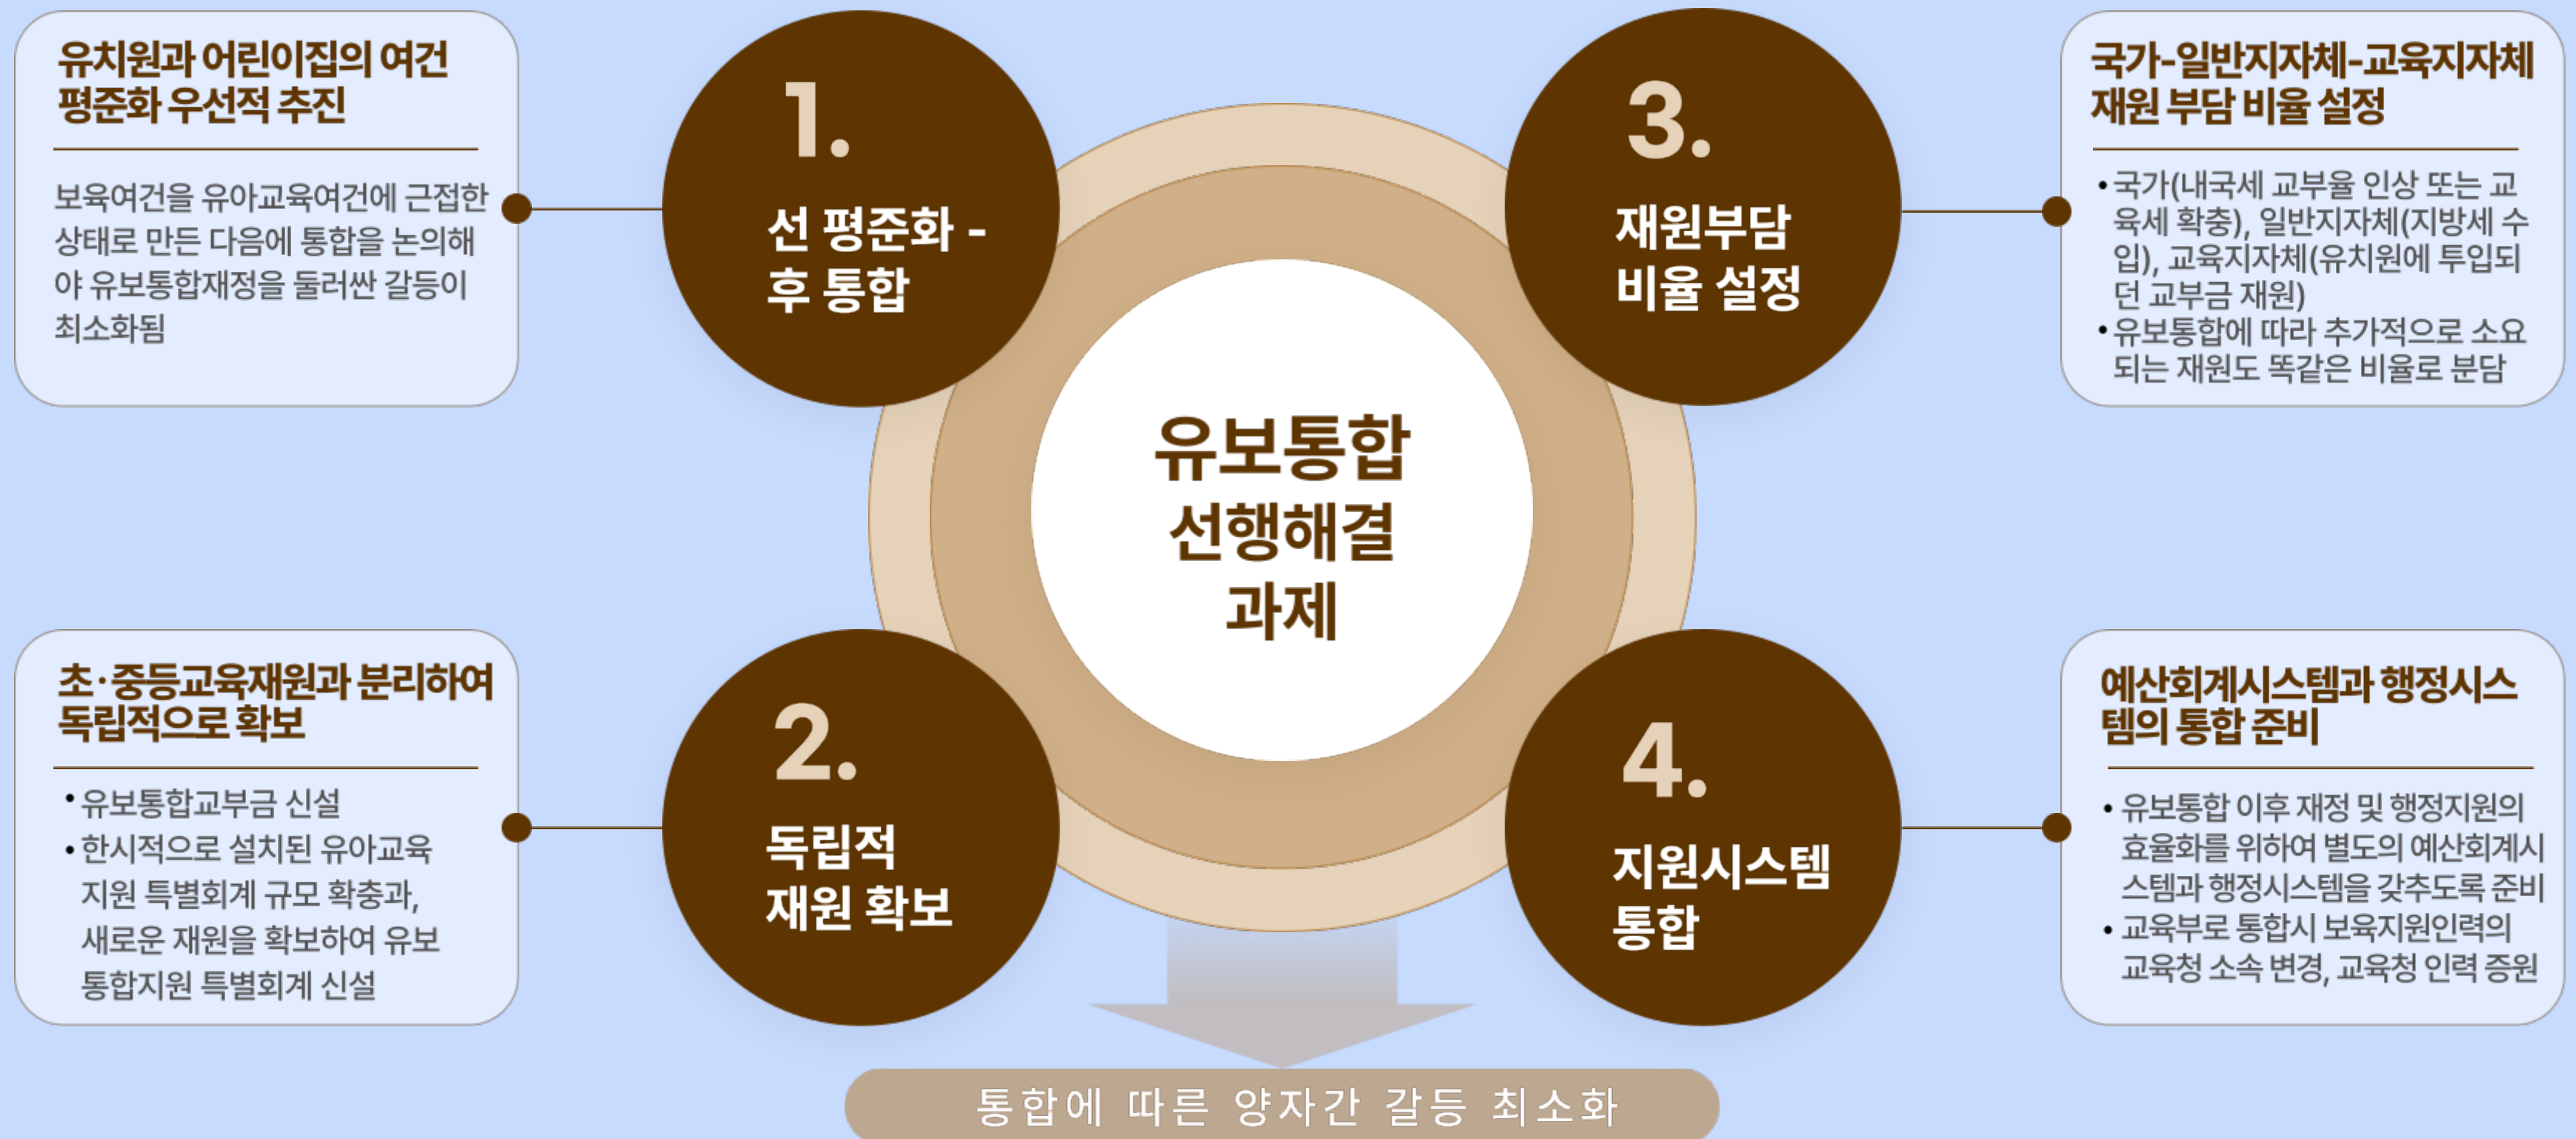 유치원과 어린이집의 여건
평준화 우선적 추진
보육여건을 유아교육여건에 근접한
상태로 만든 다음에 통합을 논의해
야 유보통합재정을 둘러싼 갈등이
최소화됨
1.
선 평준화 -
후 통합
초·중등교육재원과 분리하여
독립적으로 확보
• 유보통합교부금 신설
• 한시적으로 설치된 유아교육
지원 특별회계 규모 확충과,
새로운 재원을 확보하여 유보
통합지원 특별회계 신설
2.
독립적
재원 확보
유보통합
선행해결
과제
3.
재원부담
비율 설정
국가-일반지자체-교육지자체
재원 부담 비율 설정
• 국가(내국세 교부율 인상 또는 교
육세 확충), 일반지자체(지방세 수
입), 교육지자체(유치원에 투입되
던 교부금 재원)
• 유보통합에 따라 추가적으로 소요
되는 재원도 똑같은 비율로 분담
4.
지원시스템
통합
예산회계시스템과 행정시스
템의 통합 준비
• 유보통합 이후 재정 및 행정지원의
효율화를 위하여 별도의 예산회계시
스템과 행정시스템을 갖추도록 준비
• 교육부로 통합시 보육지원인력의
교육청 소속 변경, 교육청 인력 증원
통합에 따른 양자간 갈등 최소화